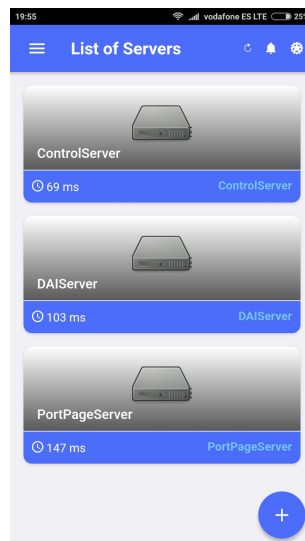 19:55 vodafone ES LTE 25%
List of Servers
ControlServer
69 ms ControlServer
DAIServer
103 ms DAIServer
PortPageServer
147 ms PortPageServer
+